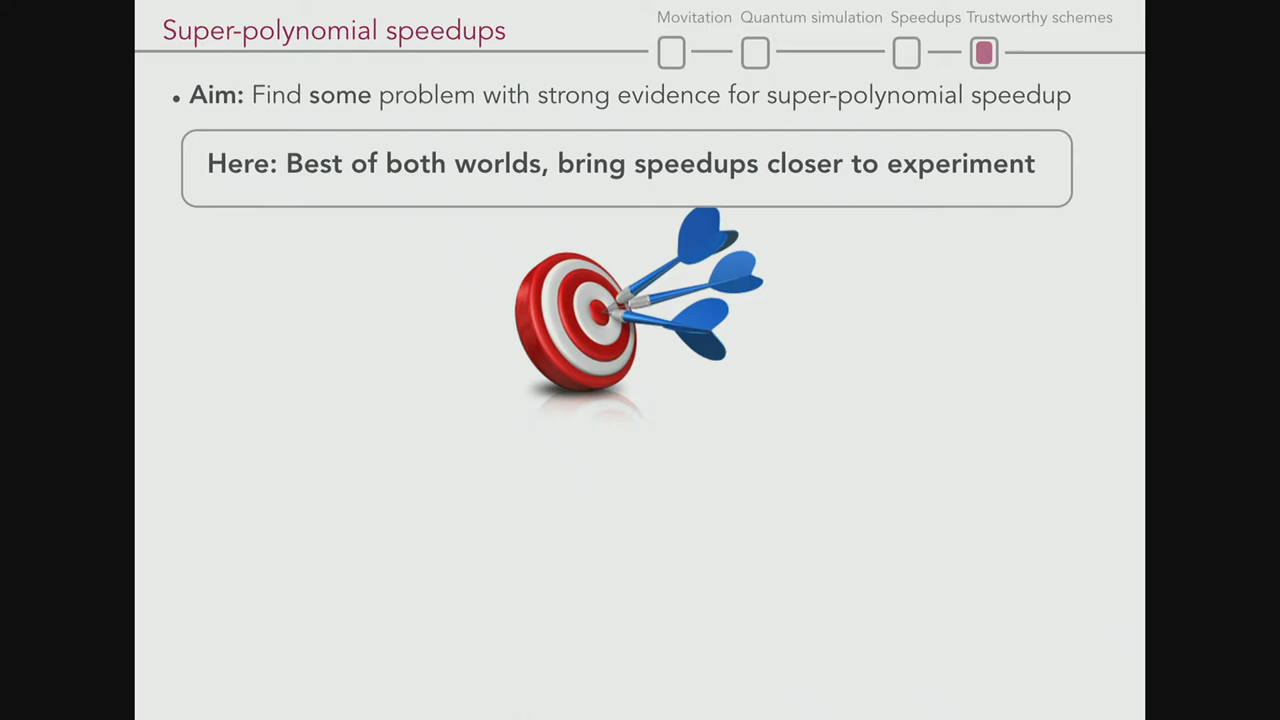 Super-polynomial speedups
Movitation Quantum simulation Speedups Trustworthy schemes
• Aim: Find some problem with strong evidence for super-polynomial speedup
Here: Best of both worlds, bring speedups closer to experiment